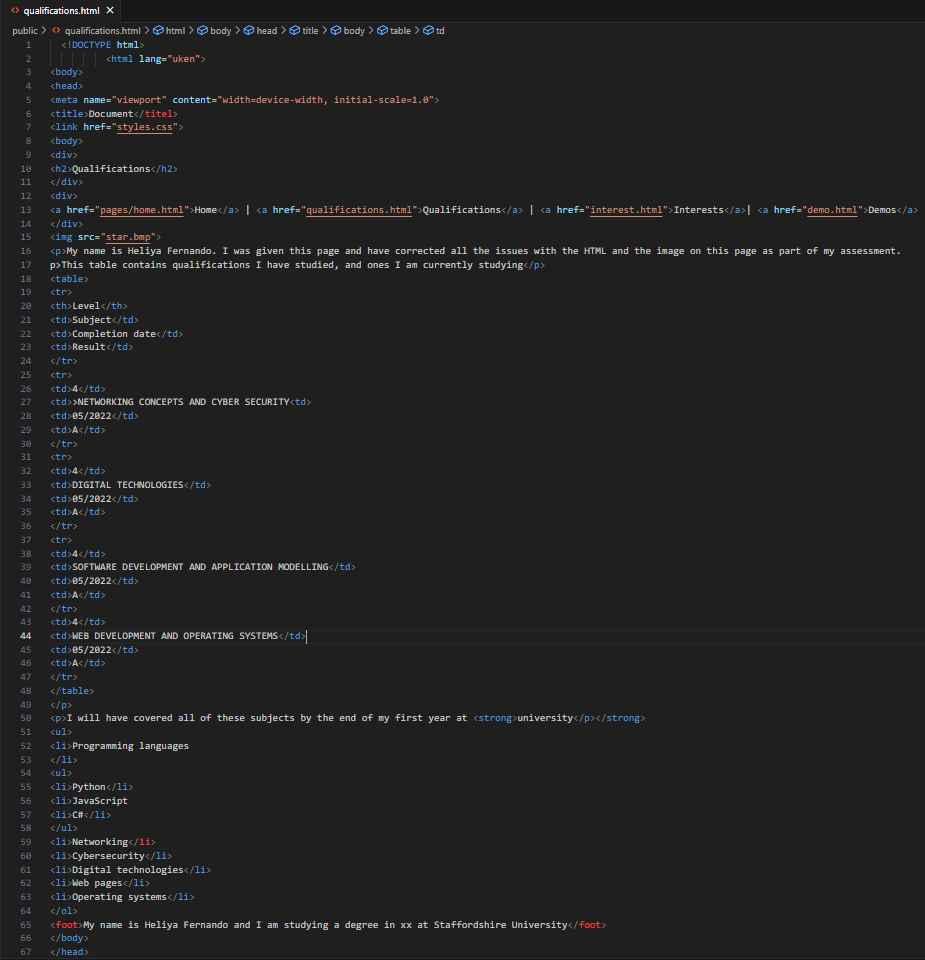 qualifications.html
public > qualifications.html > html > body > head > title > body > table > td
1 <!DOCTYPE html>
2 <html lang="uken">
3 <body>
4 <head>
5 <meta name="viewport" content="width=device-width, initial-scale=1.0">
6 <title>Document</titel>
7 <link href="styles.css">
8 <body>
9 <div>
10 <h2>Qualifications</h2>
11 </div>
12 <div>
13 <a href="pages/home.html">Home</a> | <a href="qualifications.html">Qualifications</a> | <a href="interest.html">Interests</a>| <a href="demo.html">Demos</a>
14 </div>
15 <img src="star.bmp">
16 <p>My name is Heliya Fernando. I was given this page and have corrected all the issues with the HTML and the image on this page as part of my assessment.
17 p>This table contains qualifications I have studied, and ones I am currently studying</p>
18 <table>
19 <tr>
20 <th>Level</th>
21 <td>Subject</td>
22 <td>Completion date</td>
23 <td>Result</td>
24 </tr>
25 <tr>
26 <td>4</td>
27 <td>>NETWORKING CONCEPTS AND CYBER SECURITY<td>
28 <td>05/2022</td>
29 <td>A</td>
30 </tr>
31 <tr>
32 <td>4</td>
33 <td>DIGITAL TECHNOLOGIES</td>
34 <td>05/2022</td>
35 <td>A</td>
36 </tr>
37 <tr>
38 <td>4</td>
39 <td>SOFTWARE DEVELOPMENT AND APPLICATION MODELLING</td>
40 <td>05/2022</td>
41 <td>A</td>
42 </tr>
43 <td>4</td>
44 <td>WEB DEVELOPMENT AND OPERATING SYSTEMS</td>
45 <td>05/2022</td>
46 <td>A</td>
47 </tr>
48 </table>
49 </p>
50 <p>I will have covered all of these subjects by the end of my first year at <strong>university</p></strong>
51 <ul>
52 <li>Programming languages
53 </li>
54 <ul>
55 <li>Python</li>
56 <li>JavaScript
57 <li>C#</li>
58 </ul>
59 <li>Networking</1i>
60 <li>Cybersecurity</li>
61 <li>Digital technologies</li>
62 <li>Web pages</li>
63 <li>Operating systems</li>
64 </ol>
65 <foot>My name is Heliya Fernando and I am studying a degree in xx at Staffordshire University</foot>
66 </body>
67 </head>